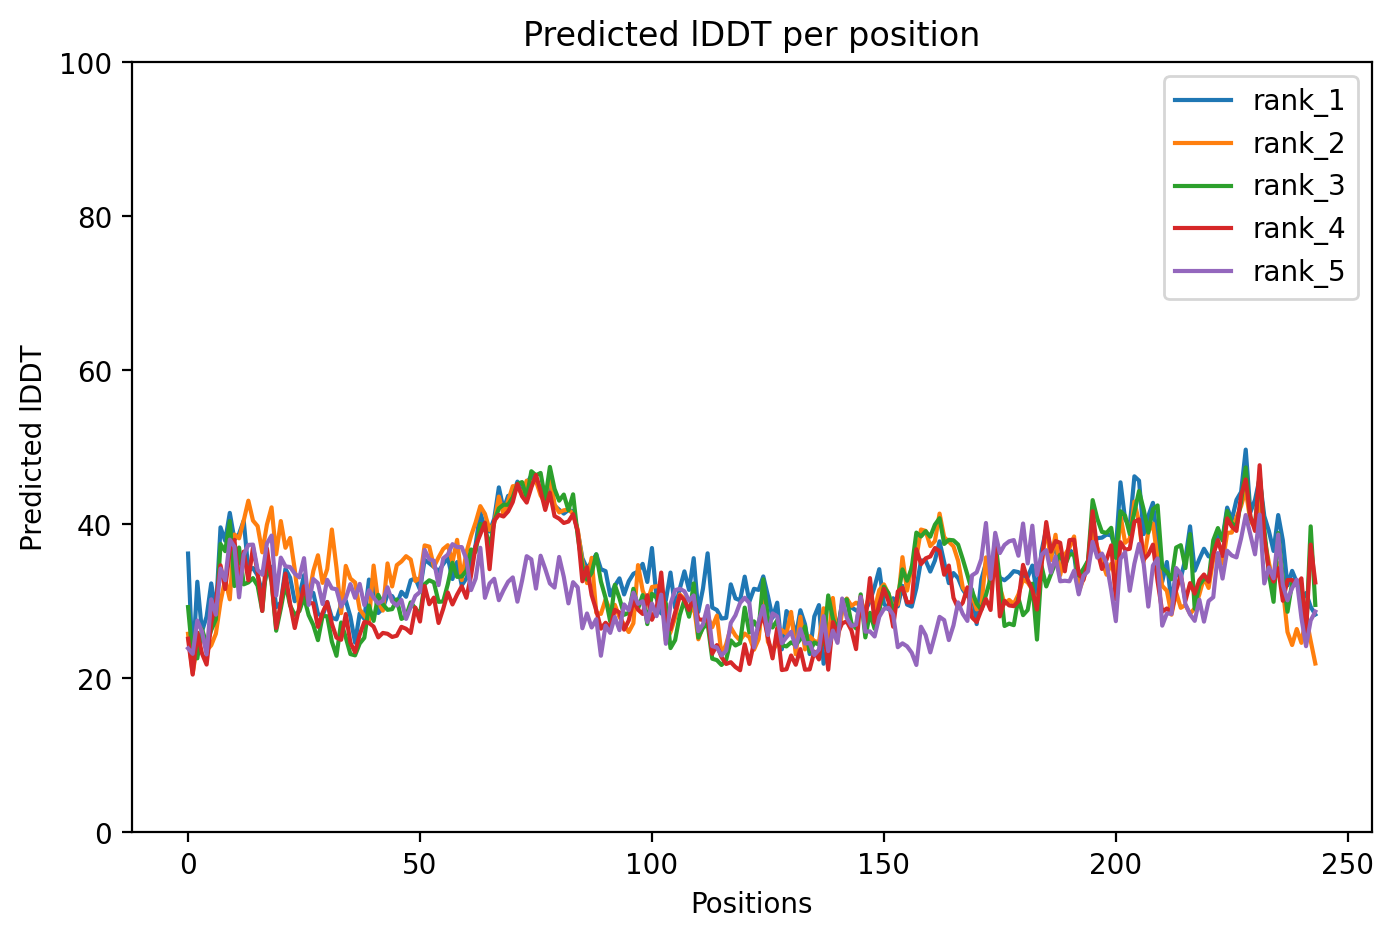 Predicted lDDT per position
100
80
60
40
20
0
Predicted lDDT
0 50 100 150 200 250
Positions
rank_1
rank_2
rank_3
rank_4
rank_5